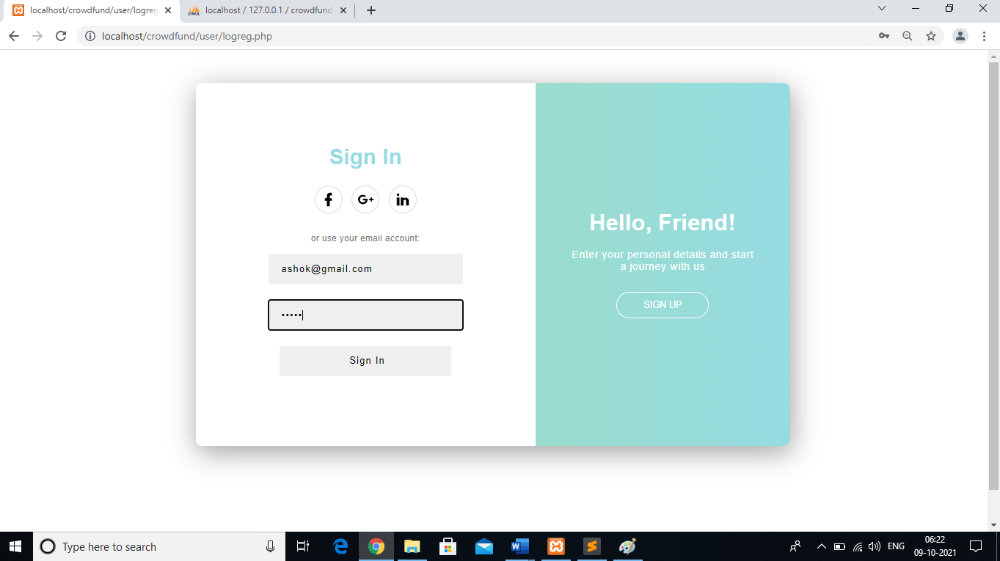 localhost/crowdfund/user/logreg
localhost / 127.0.0.1 / crowdfund
localhost/crowdfund/user/logreg.php
Sign In
f G+ in
or use your email account:
ashok@gmail.com
•••••
Sign In
Hello, Friend!
Enter your personal details and start
a journey with us
SIGN UP
Type here to search
ENG
06:22
09-10-2021